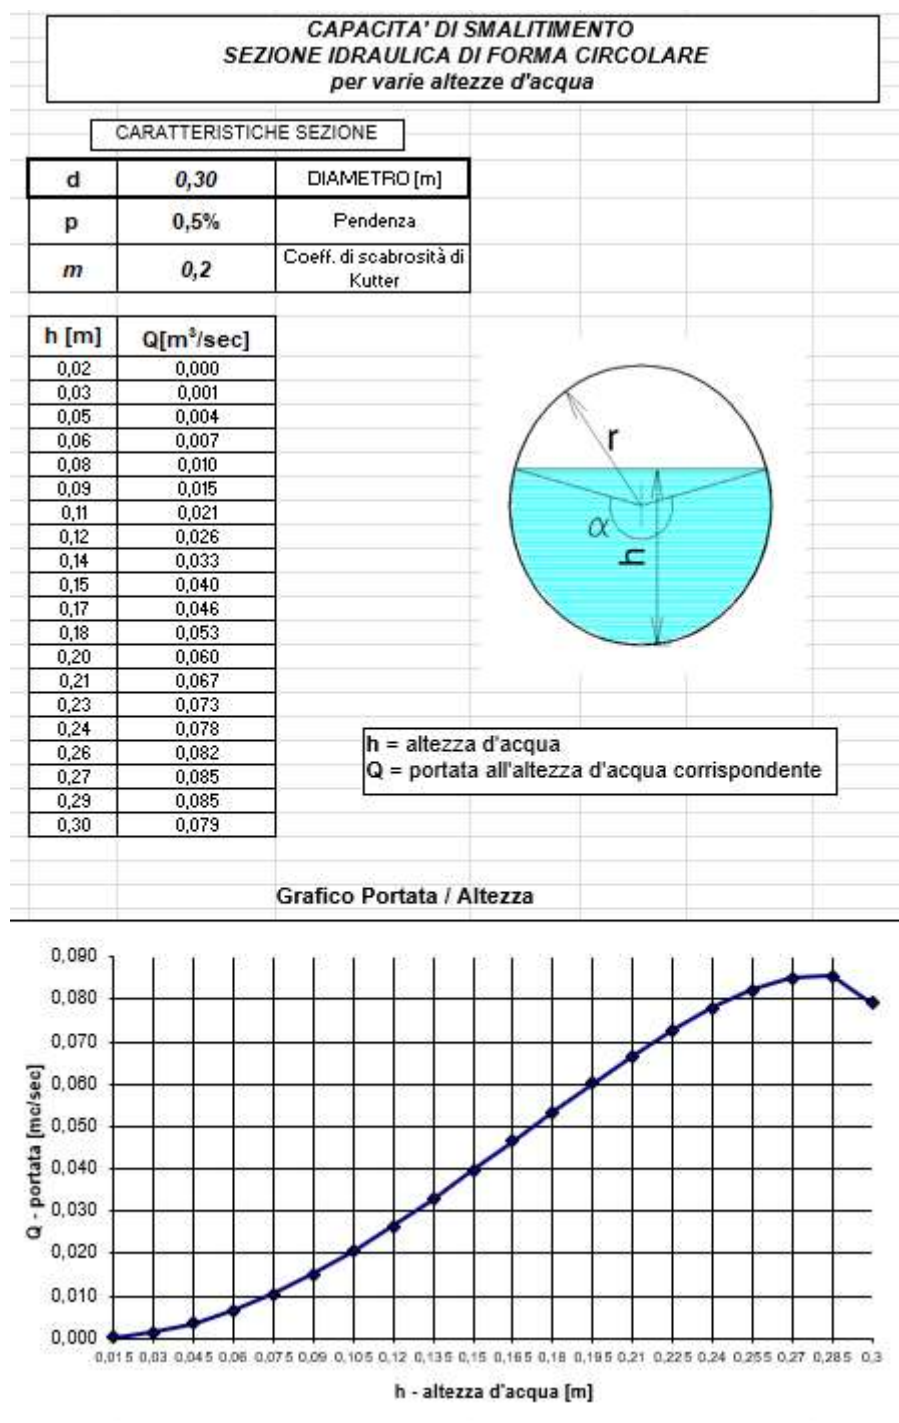 CAPACITA' DI SMALITIMENTO
SEZIONE IDRAULICA DI FORMA CIRCOLARE
per varie altezze d'acqua
CARATTERISTICHE SEZIONE
d 0,30 DIAMETRO [m]
p 0,5% Pendenza
m 0,2 Coeff. di scabrosità di
Kutter
h [m] Q[m³/sec]
0,02 0,000
0,03 0,001
0,05 0,004
0,06 0,007
0,08 0,010
0,09 0,015
0,11 0,021
0,12 0,026
0,14 0,033
0,15 0,040
0,17 0,046
0,18 0,053
0,20 0,060
0,21 0,067
0,23 0,073
0,24 0,078
0,26 0,082
0,27 0,085
0,29 0,085
0,30 0,079
r
α
h
h = altezza d'acqua
Q = portata all'altezza d'acqua corrispondente
Grafico Portata / Altezza
Q - portata [mc/sec]
0,090
0,080
0,070
0,060
0,050
0,040
0,030
0,020
0,010
0,000
0,015 0,03 0,045 0,06 0,075 0,09 0,105 0,12 0,135 0,15 0,165 0,18 0,195 0,21 0,225 0,24 0,255 0,27 0,285 0,3
h - altezza d'acqua [m]